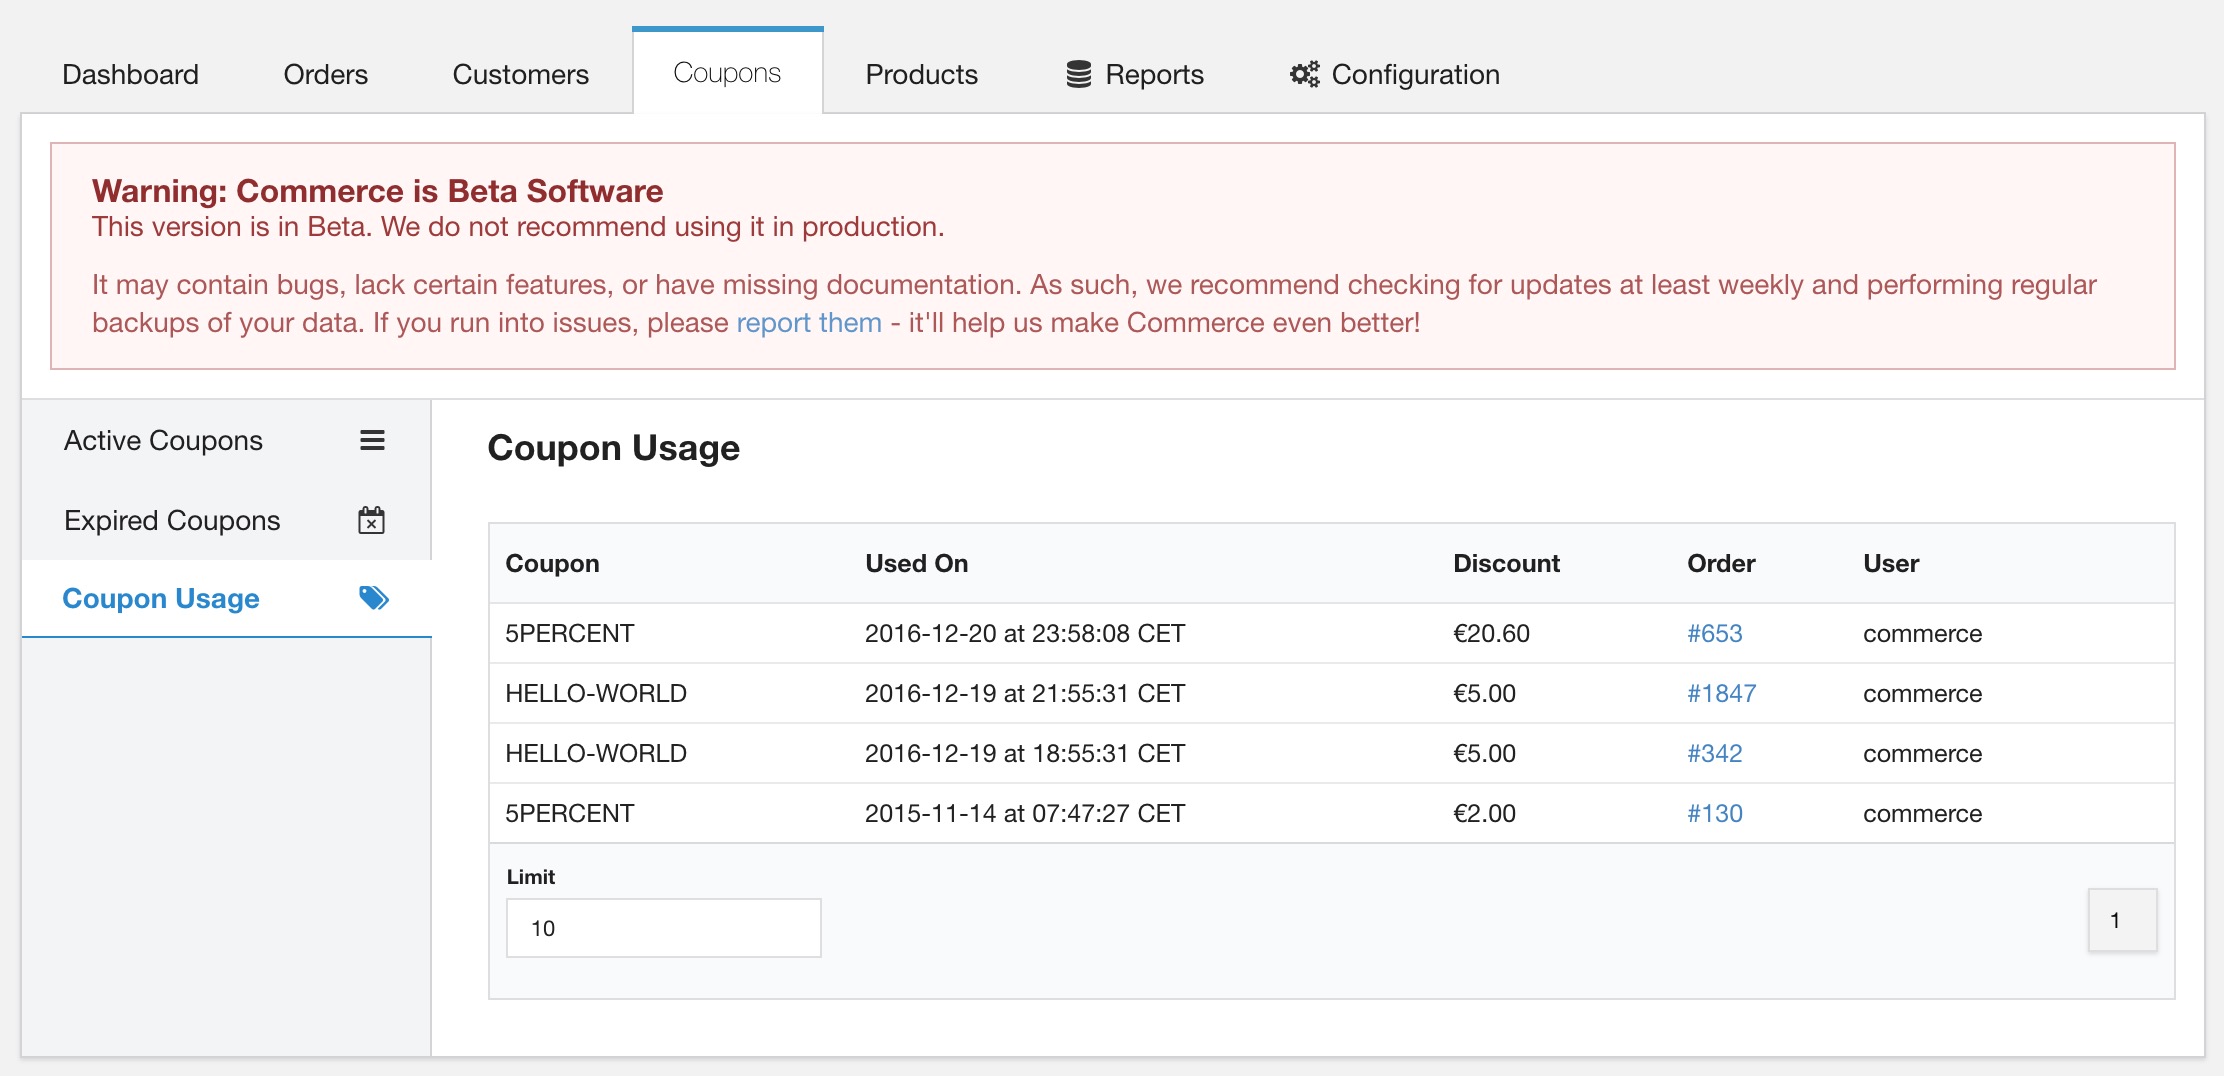 Dashboard Orders Customers Coupons Products Reports Configuration
Warning: Commerce is Beta Software
This version is in Beta. We do not recommend using it in production.
It may contain bugs, lack certain features, or have missing documentation. As such, we recommend checking for updates at least weekly and performing regular
backups of your data. If you run into issues, please report them - it'll help us make Commerce even better!
Active Coupons
Expired Coupons
Coupon Usage
Coupon Usage
Coupon Used On Discount Order User
5PERCENT 2016-12-20 at 23:58:08 CET €20.60 #653 commerce
HELLO-WORLD 2016-12-19 at 21:55:31 CET €5.00 #1847 commerce
HELLO-WORLD 2016-12-19 at 18:55:31 CET €5.00 #342 commerce
5PERCENT 2015-11-14 at 07:47:27 CET €2.00 #130 commerce
Limit
10
1